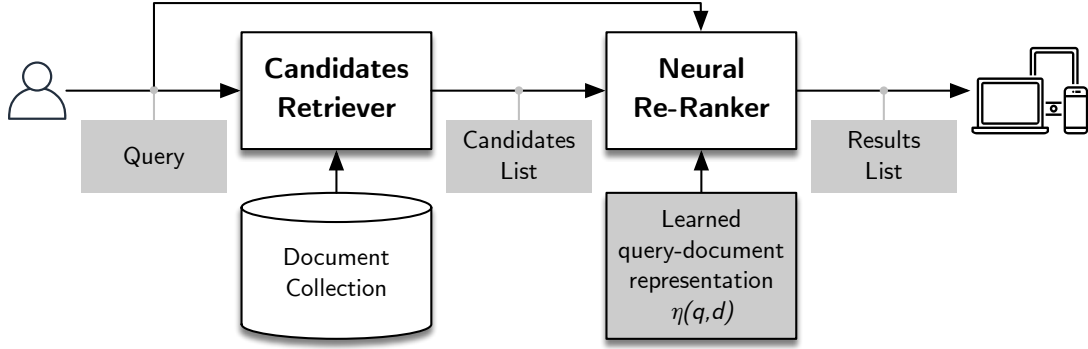 Candidates
Retriever
Neural
Re-Ranker
Query
Candidates
List
Results
List
Document
Collection
Learned
query-document
representation
η(q,d)